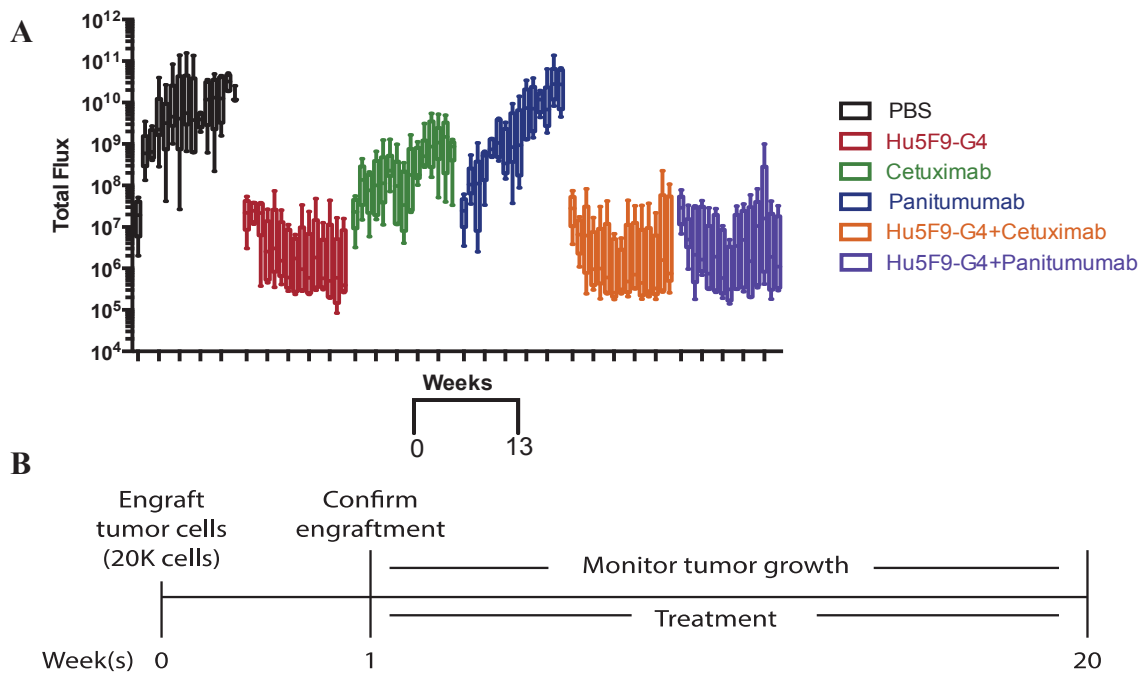 A
10¹²
10¹¹
10¹⁰
10⁹
10⁸
10⁷
10⁶
10⁵
10⁴
Total Flux
Weeks
0 13
PBS
Hu5F9-G4
Cetuximab
Panitumumab
Hu5F9-G4+Cetuximab
Hu5F9-G4+Panitumumab
B
Engraft
tumor cells
(20K cells)
Confirm
engraftment
Monitor tumor growth
Treatment
Week(s) 0 1 20